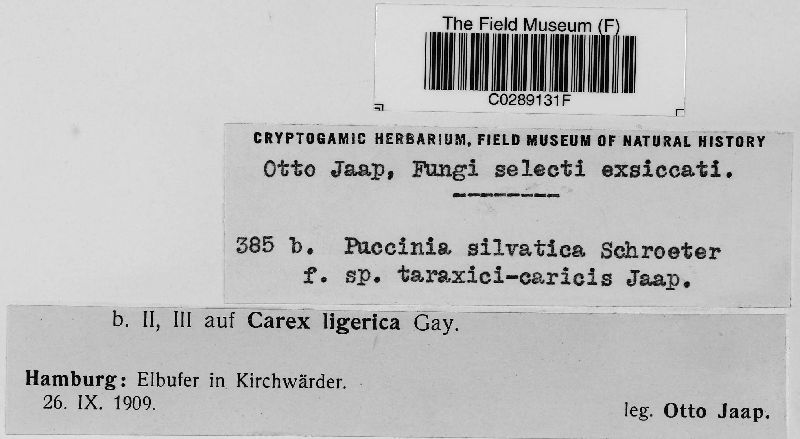 The Field Museum (F)
C0289131F
CRYPTOGAMIC HERBARIUM, FIELD MUSEUM OF NATURAL HISTORY
Otto Jaap, Fungi selecti exsiccati.
385 b. Puccinia silvatica Schroeter
f. sp. taraxici-caricis Jaap.
b. II, III auf Carex ligerica Gay.
Hamburg: Elbufer in Kirchwärder.
26. IX. 1909.
leg. Otto Jaap.